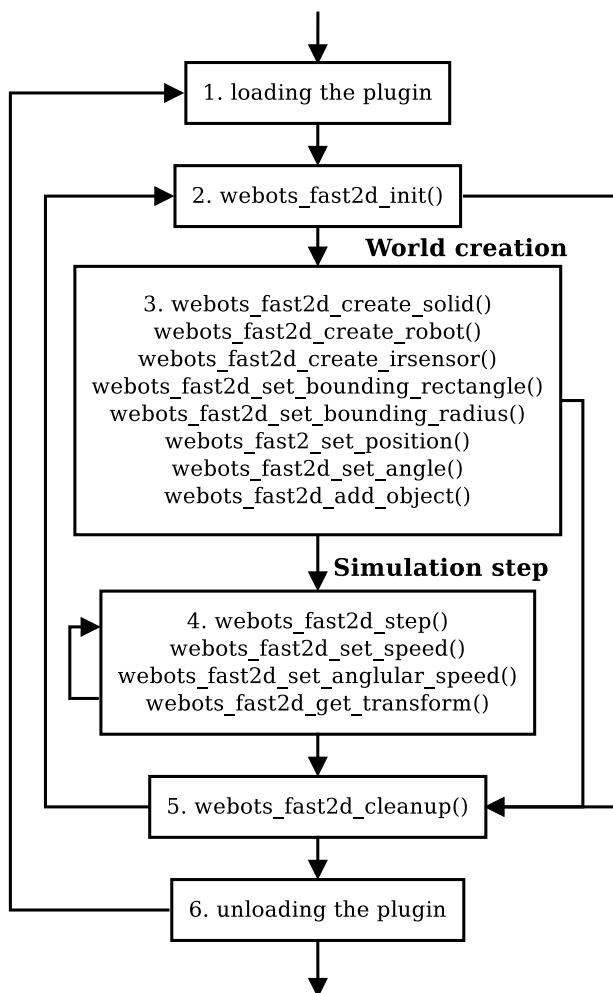 1. loading the plugin
2. webots_fast2d_init()
World creation
3. webots_fast2d_create_solid()
webots_fast2d_create_robot()
webots_fast2d_create_irsensor()
webots_fast2d_set_bounding_rectangle()
webots_fast2d_set_bounding_radius()
webots_fast2_set_position()
webots_fast2d_set_angle()
webots_fast2d_add_object()
Simulation step
4. webots_fast2d_step()
webots_fast2d_set_speed()
webots_fast2d_set_anglular_speed()
webots_fast2d_get_transform()
5. webots_fast2d_cleanup()
6. unloading the plugin